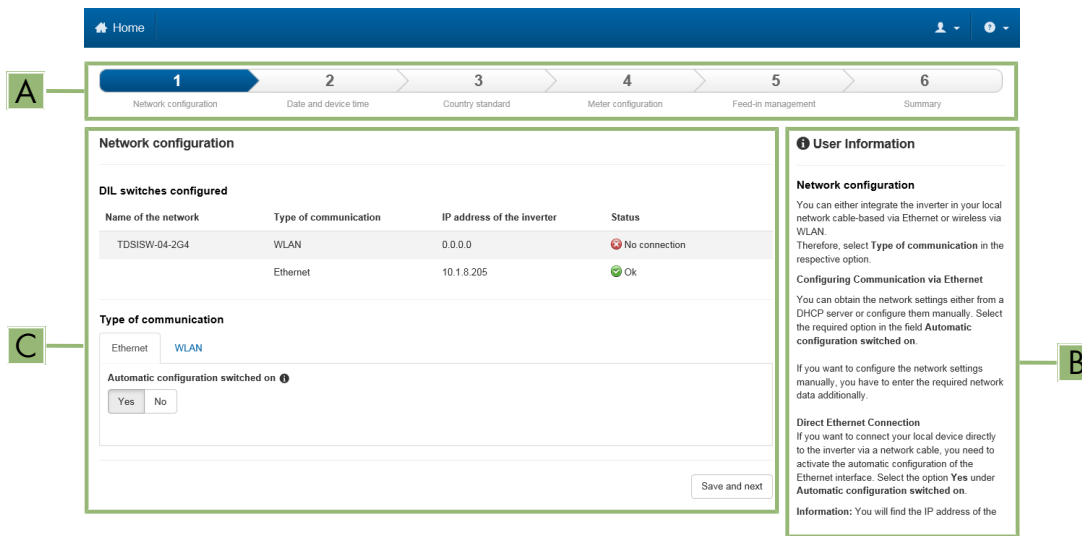 Home
A
1 2 3 4 5 6
Network configuration Date and device time Country standard Meter configuration Feed-in management Summary
Network configuration
DIL switches configured
Name of the network Type of communication IP address of the inverter Status
TDSISW-04-2G4 WLAN 0.0.0.0 No connection
Ethernet 10.1.8.205 Ok
Type of communication
C
Ethernet WLAN
Automatic configuration switched on
Yes No
Save and next
User Information
Network configuration
You can either integrate the inverter in your local
network cable-based via Ethernet or wireless via
WLAN.
Therefore, select Type of communication in the
respective option.
Configuring Communication via Ethernet
You can obtain the network settings either from a
DHCP server or configure them manually. Select
the required option in the field Automatic
configuration switched on.
B
If you want to configure the network settings
manually, you have to enter the required network
data additionally.
Direct Ethernet Connection
If you want to connect your local device directly
to the inverter via a network cable, you need to
activate the automatic configuration of the
Ethernet interface. Select the option Yes under
Automatic configuration switched on.
Information: You will find the IP address of the